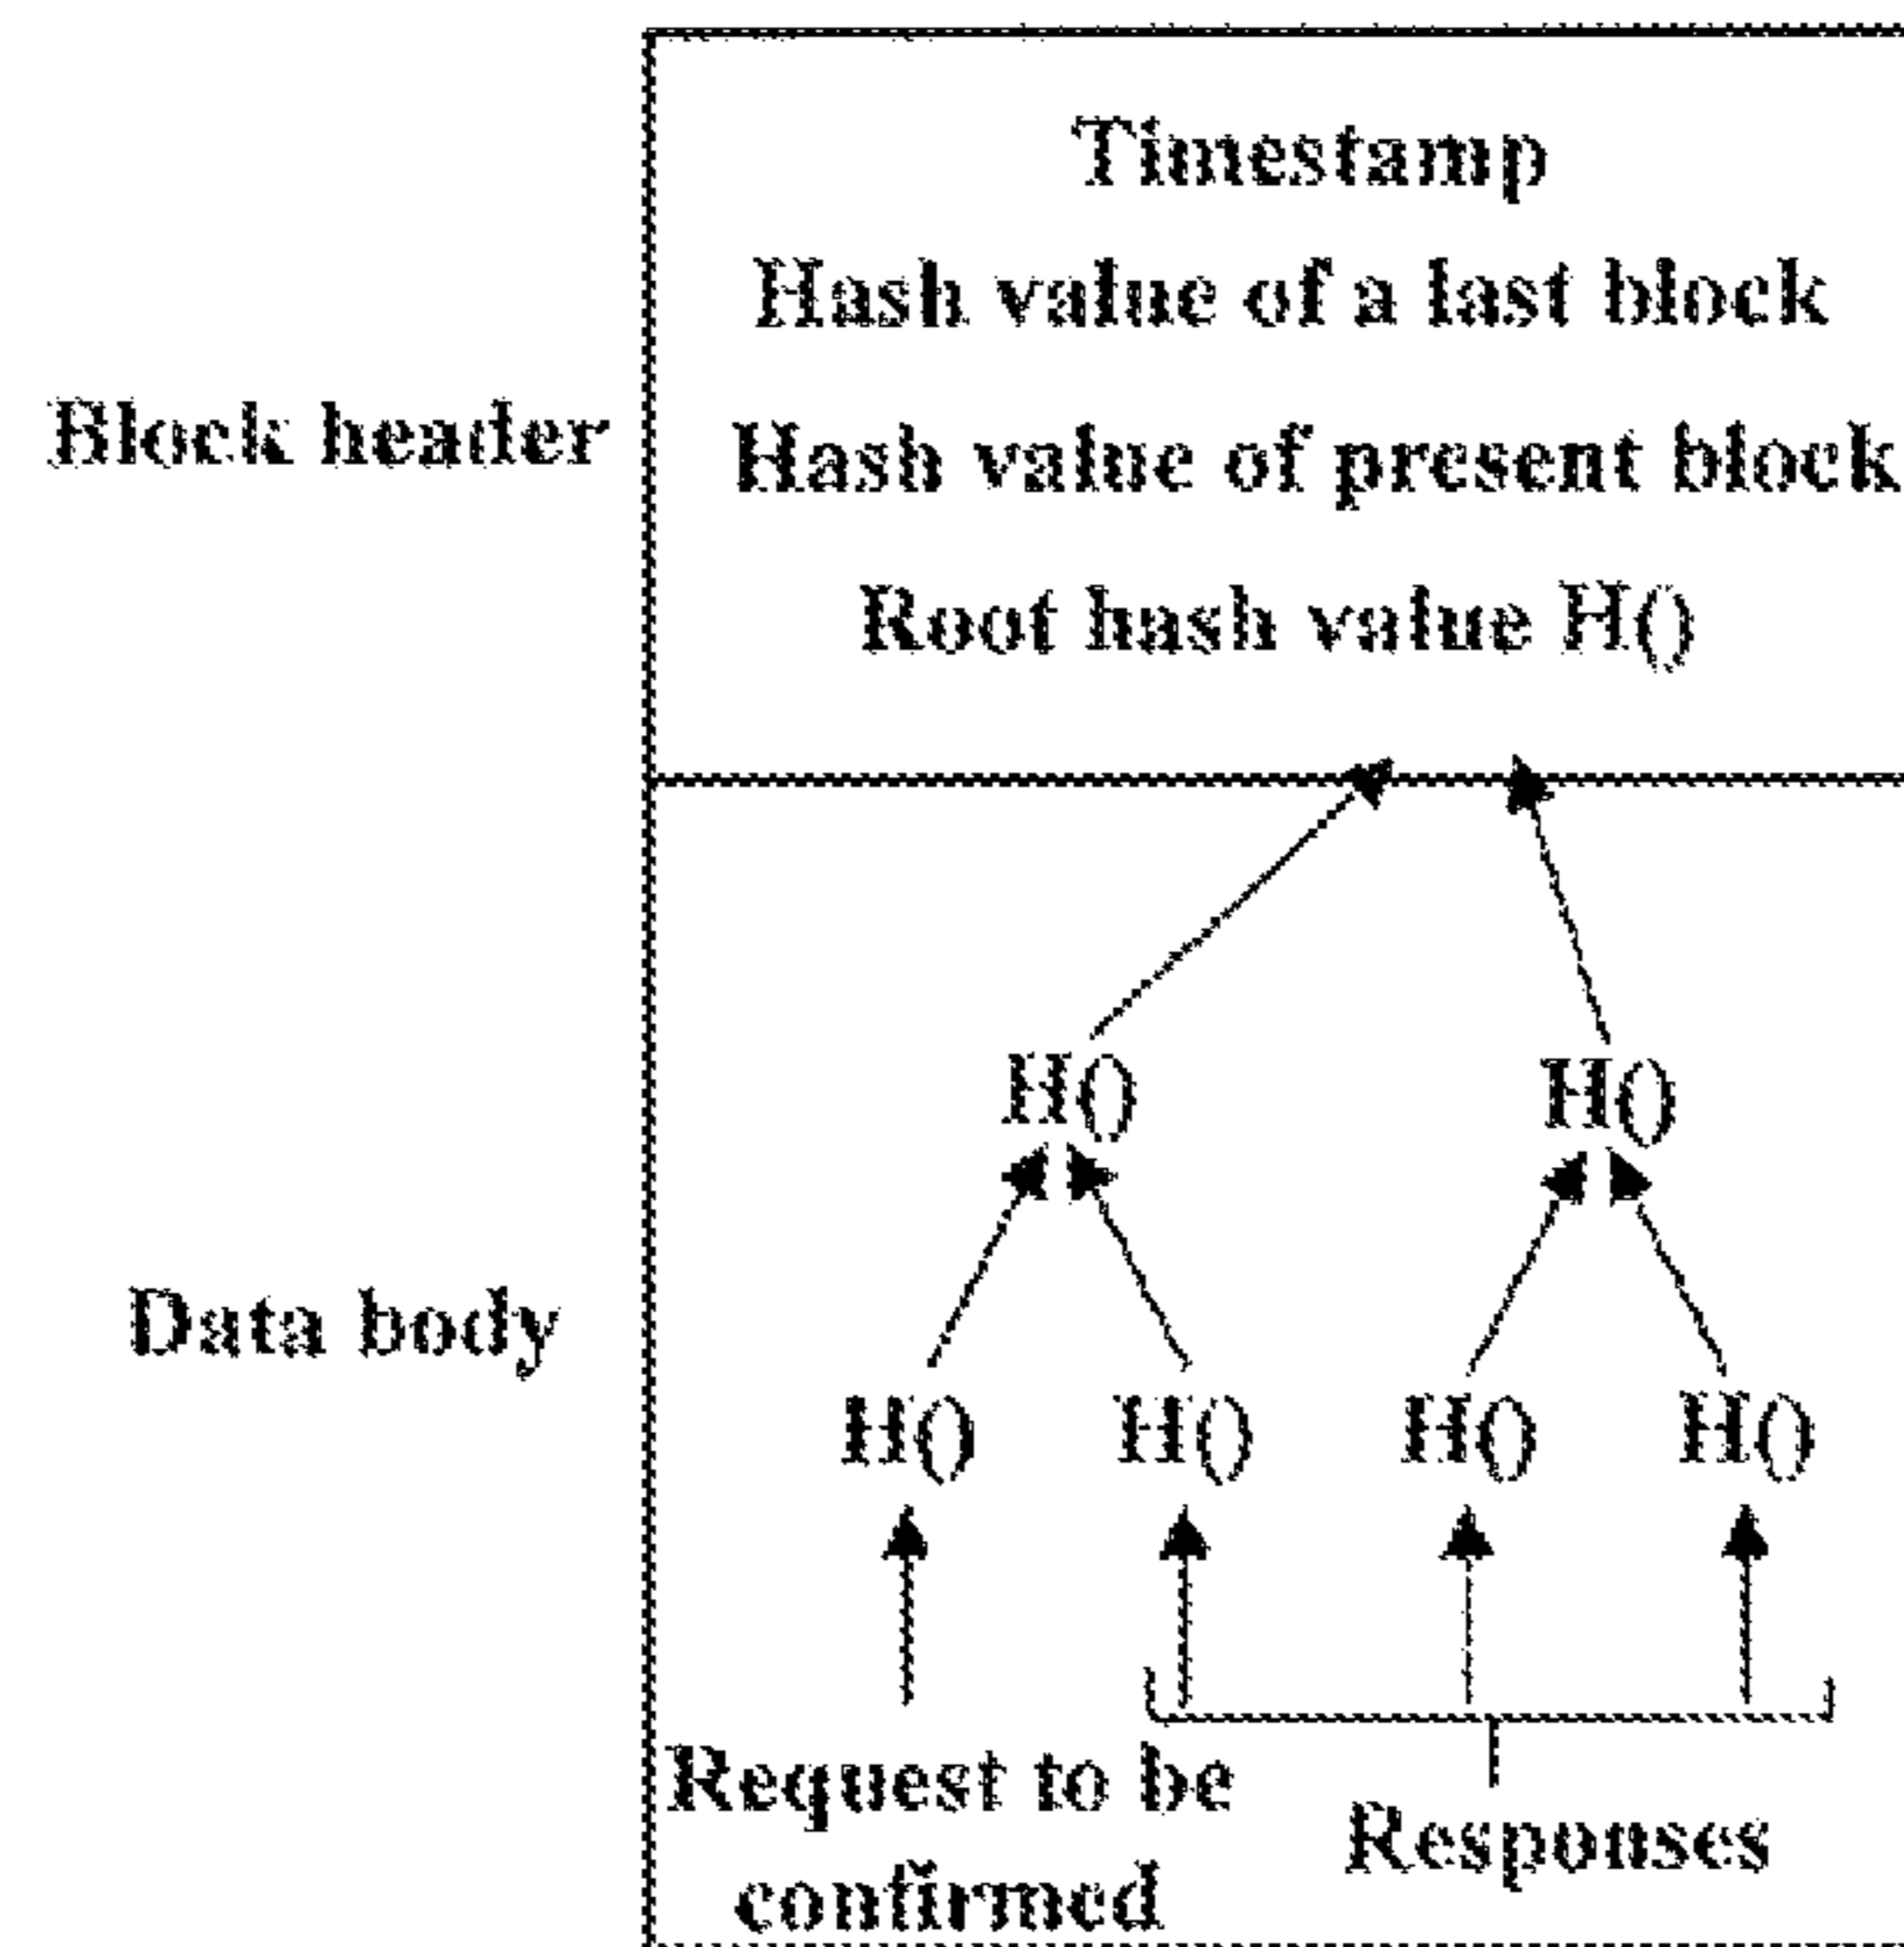 Timestamp
Hash value of a last block
Block header
Hash value of present block
Root hash value H()
H() H()
Data body
H() H() H() H()
Request to be
confirmed
Responses